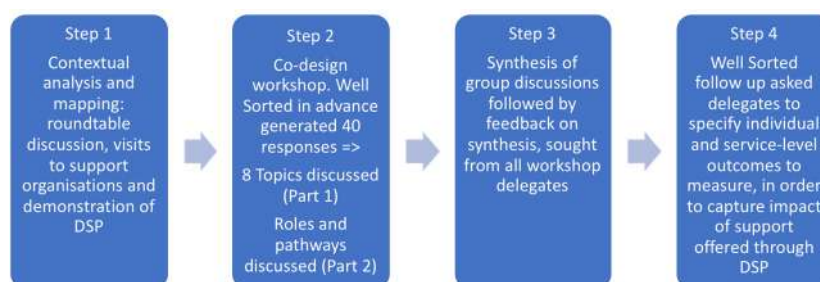 Step 1
Contextual
analysis and
mapping:
roundtable
discussion, visits
to support
organisations and
demonstration of
DSP
Step 2
Co-design
workshop. Well
Sorted in advance
generated 40
responses =>
8 Topics discussed
(Part 1)
Roles and
pathways
discussed (Part 2)
Step 3
Synthesis of
group discussions
followed by
feedback on
synthesis, sought
from all workshop
delegates
Step 4
Well Sorted
follow up asked
delegates to
specify individual
and service-level
outcomes to
measure, in order
to capture impact
of support
offered through
DSP